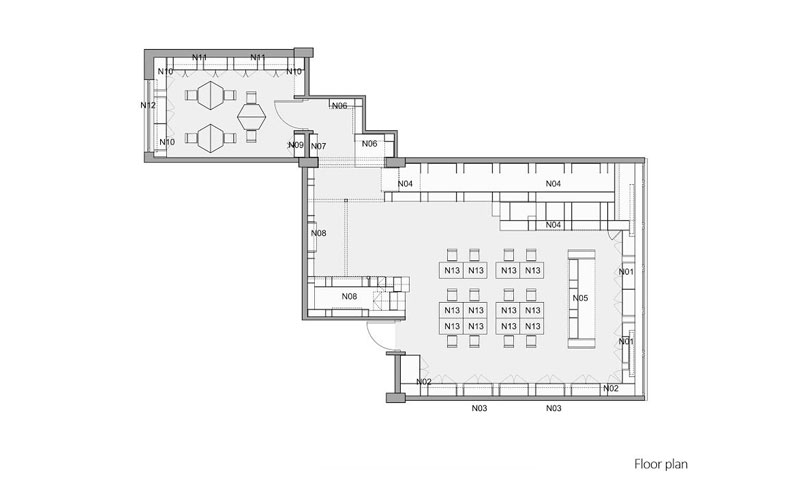 N11 N11
N10 N10
N12 N06
N10 N09 N07 N06
N04 N04
N04
N08
N13 N13 N13 N13 N01
N08 N05
N13 N13 N13 N13
N13 N13 N13 N13
N01
N02 N02
N03 N03
Floor plan